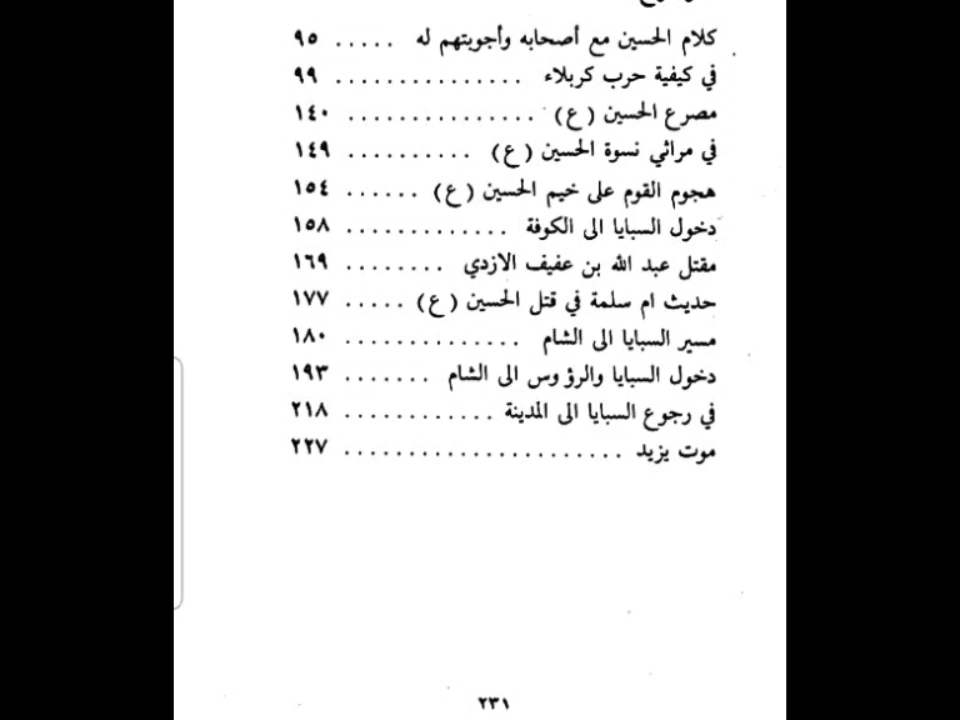 كلام الحسين مع أصحابه وأجوبتهم له ..... ٩٥
في كيفية حرب كربلاء ................ ٩٩
مصرع الحسين (ع) ................ ١٤٠
في مراثي نسوة الحسين (ع) .......... ١٤٩
هجوم القوم على خيم الحسين (ع) ...... ١٥٤
دخول السبايا الى الكوفة ............. ١٥٨
مقتل عبد الله بن عفيف الازدي ........ ١٦٩
حديث ام سلمة في قتل الحسين (ع) ..... ١٧٧
مسير السبايا الى الشام .............. ١٨٠
دخول السبايا والرؤوس الى الشام ....... ١٩٣
في رجوع السبايا الى المدينة ............ ٢١٨
موت يزيد ...................... ٢٢٧
٢٣١